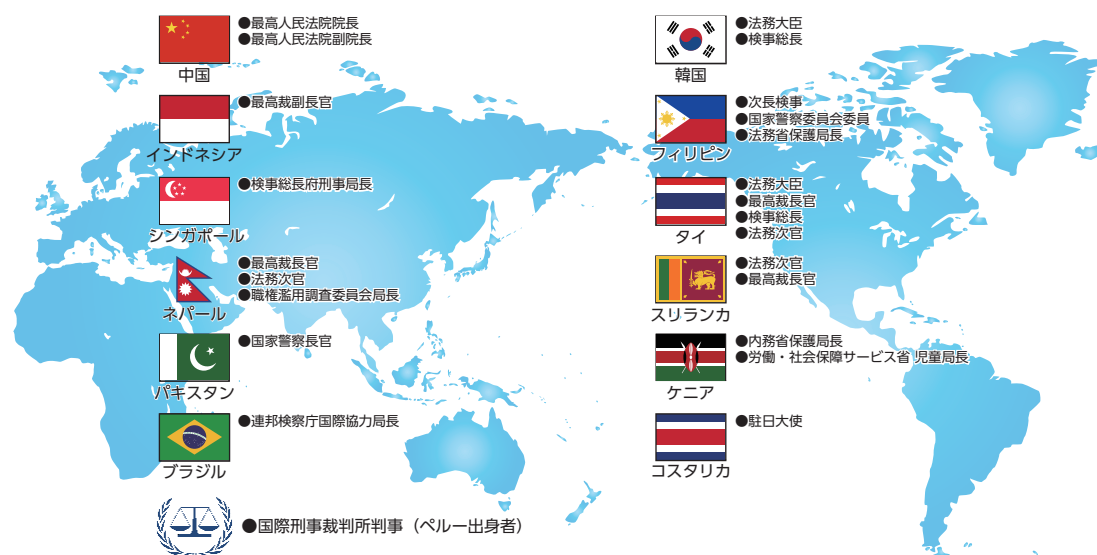 ●最高人民法院院長
●最高人民法院副院長
中国
●最高裁副長官
インドネシア
●検事総長府刑事局長
シンガポール
●最高裁長官
●法務次官
●職権濫用調査委員会局長
ネパール
●国家警察長官
パキスタン
●連邦検察庁国際協力局長
ブラジル
●国際刑事裁判所判事（ペルー出身者）
●法務大臣
●検事総長
韓国
●次長検事
●国家警察委員会委員
●法務省保護局長
フィリピン
●法務大臣
●最高裁長官
●検事総長
●法務次官
タイ
●法務次官
●最高裁長官
スリランカ
●内務省保護局長
●労働・社会保障サービス省 児童局長
ケニア
●駐日大使
コスタリカ